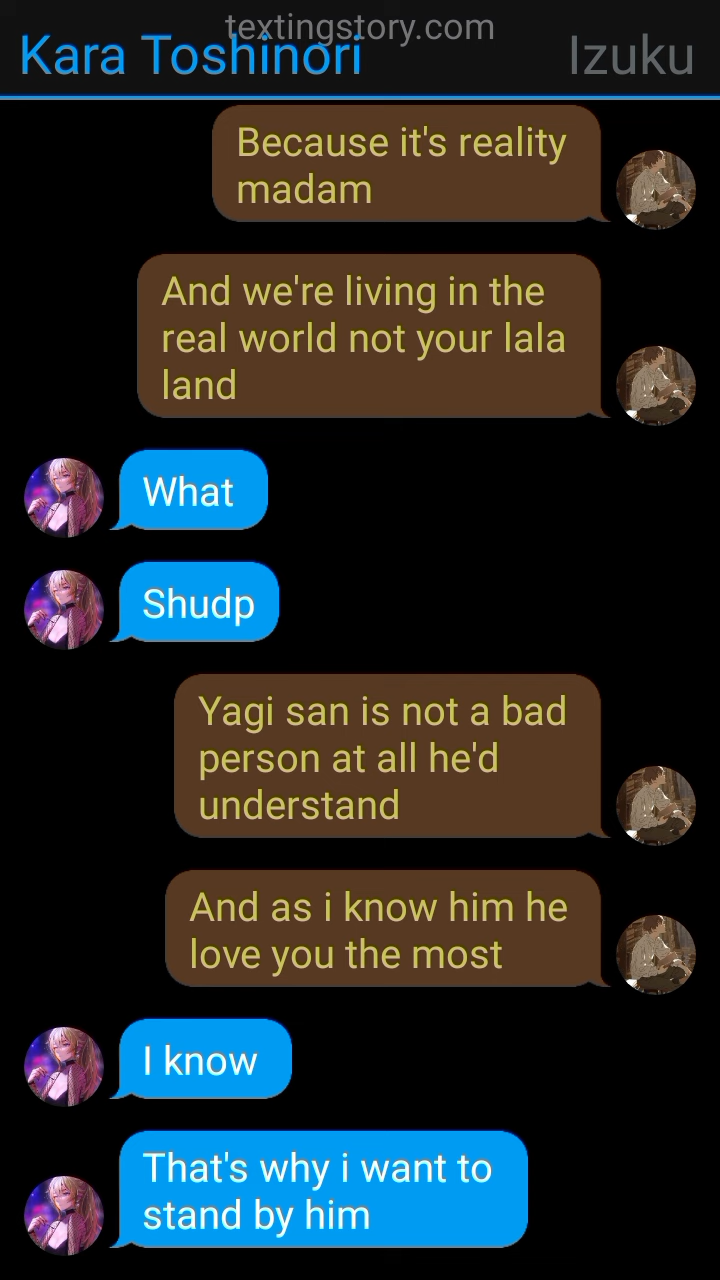 textingstory.com
Kara Toshinori Izuku
Because it's reality
madam
And we're living in the
real world not your lala
land
What
Shudp
Yagi san is not a bad
person at all he'd
understand
And as i know him he
love you the most
I know
That's why i want to
stand by him